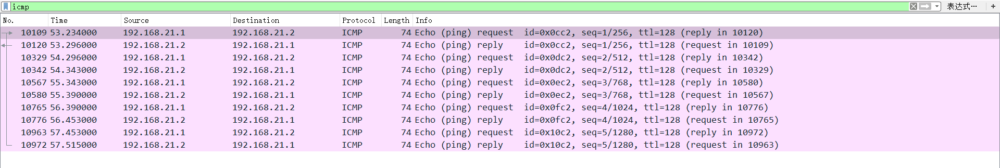 icmp 表达式… +
No. Time Source Destination Protocol Length Info
10109 53.234000 192.168.21.1 192.168.21.2 ICMP 74 Echo (ping) request id=0x0cc2, seq=1/256, ttl=128 (reply in 10120)
10120 53.296000 192.168.21.2 192.168.21.1 ICMP 74 Echo (ping) reply id=0x0cc2, seq=1/256, ttl=128 (request in 10109)
10329 54.296000 192.168.21.1 192.168.21.2 ICMP 74 Echo (ping) request id=0x0dc2, seq=2/512, ttl=128 (reply in 10342)
10342 54.343000 192.168.21.2 192.168.21.1 ICMP 74 Echo (ping) reply id=0x0dc2, seq=2/512, ttl=128 (request in 10329)
10567 55.343000 192.168.21.1 192.168.21.2 ICMP 74 Echo (ping) request id=0x0ec2, seq=3/768, ttl=128 (reply in 10580)
10580 55.390000 192.168.21.2 192.168.21.1 ICMP 74 Echo (ping) reply id=0x0ec2, seq=3/768, ttl=128 (request in 10567)
10765 56.390000 192.168.21.1 192.168.21.2 ICMP 74 Echo (ping) request id=0x0fc2, seq=4/1024, ttl=128 (reply in 10776)
10776 56.453000 192.168.21.2 192.168.21.1 ICMP 74 Echo (ping) reply id=0x0fc2, seq=4/1024, ttl=128 (request in 10765)
10963 57.453000 192.168.21.1 192.168.21.2 ICMP 74 Echo (ping) request id=0x10c2, seq=5/1280, ttl=128 (reply in 10972)
10972 57.515000 192.168.21.2 192.168.21.1 ICMP 74 Echo (ping) reply id=0x10c2, seq=5/1280, ttl=128 (request in 10963)